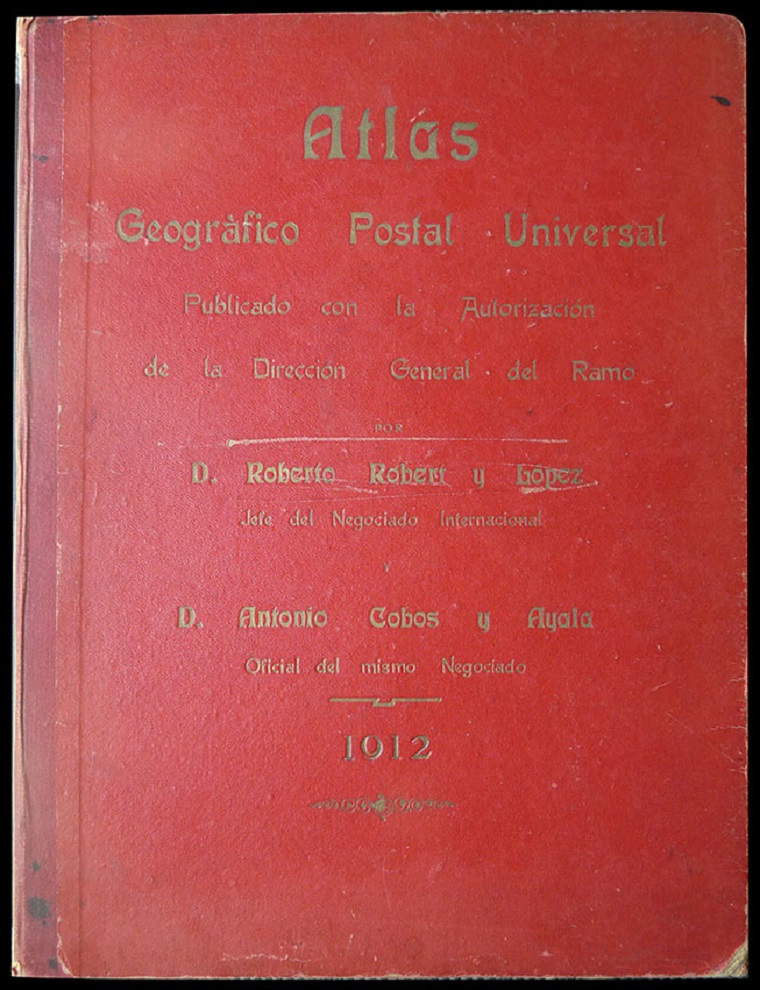 Atlas
Geogràfico Postal Universal
Publicado con la Autorización
de la Dirección General del Ramo
POR
D. Roberto Robert y López
Jefe del Negociado Internacional
Y
D. Antonio Cobos y Ayala
Oficial del mismo Negociado
1912